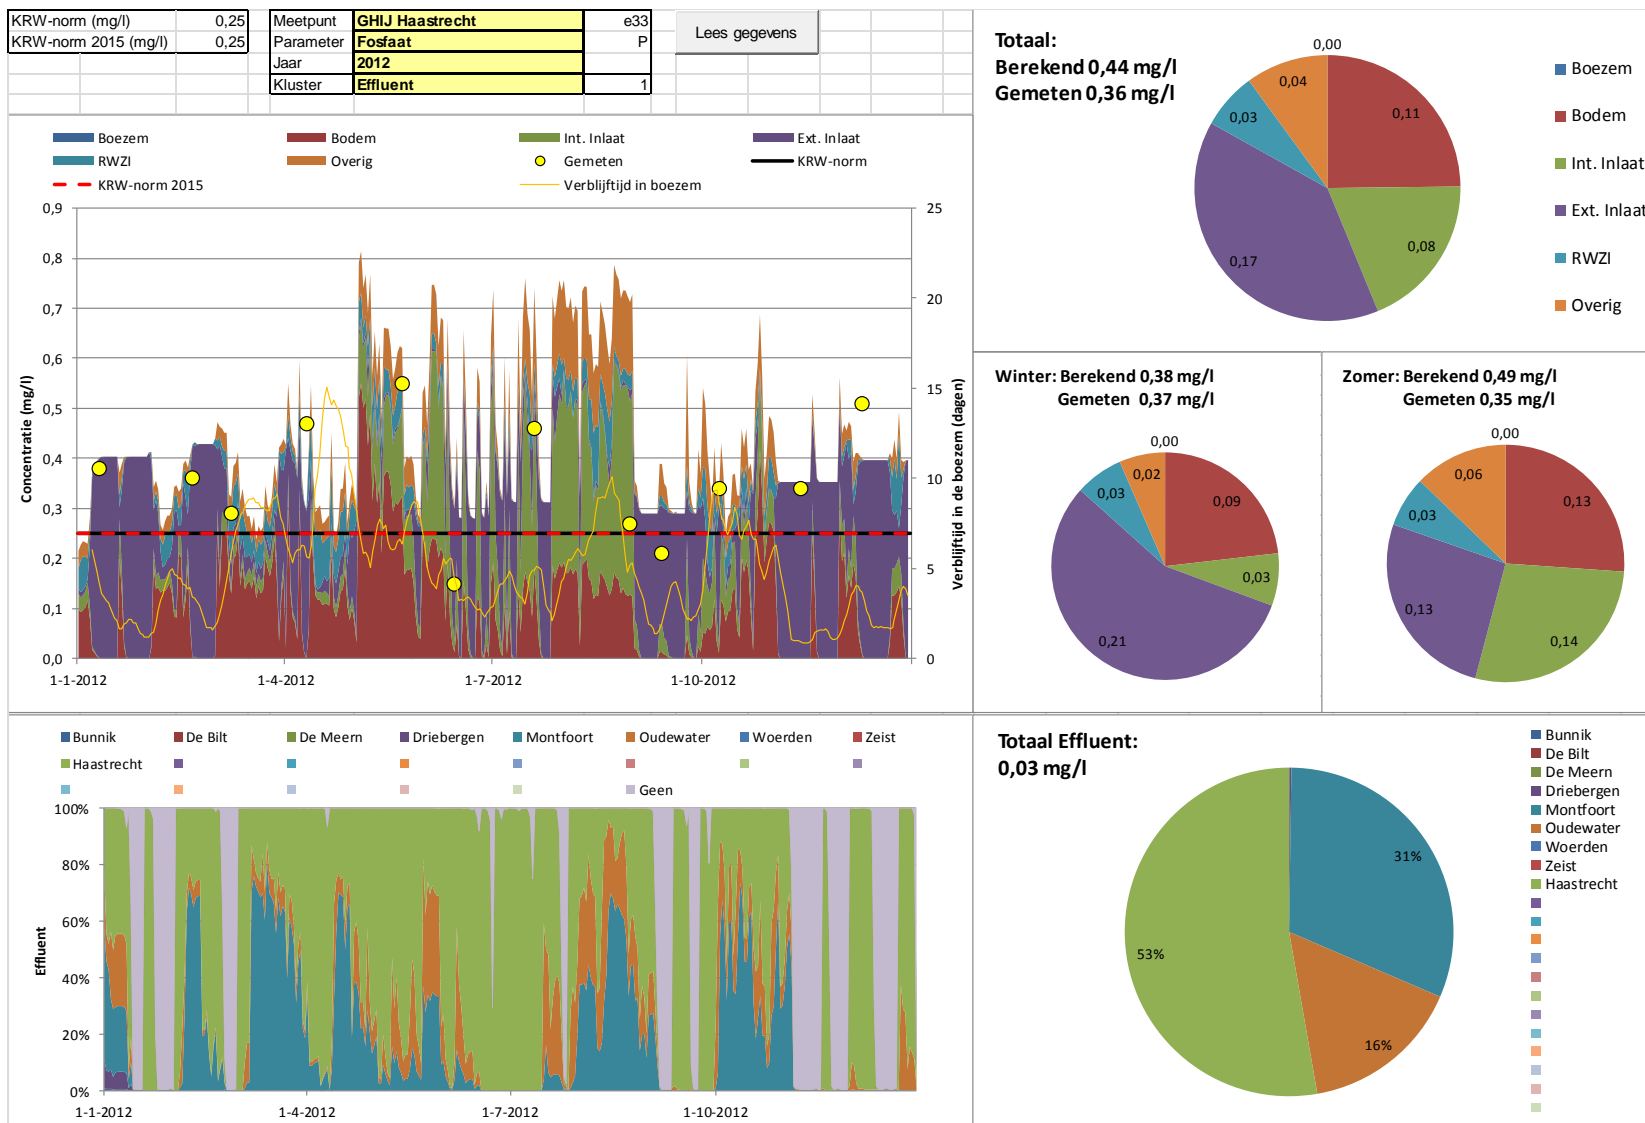 KRW-norm (mg/l) 0,25
KRW-norm 2015 (mg/l) 0,25
Meetpunt GHIJ Haastrecht e33
Parameter Fosfaat P
Jaar 2012
Kluster Effluent 1
Lees gegevens
Boezem Bodem Int. Inlaat Ext. Inlaat
RWZI Overig Gemeten KRW-norm
KRW-norm 2015 Verblijftijd in boezem
Concentratie (mg/l)
0,9
0,8
0,7
0,6
0,5
0,4
0,3
0,2
0,1
0,0
25
20
15
10
5
0
Verblijftijd in de boezem (dagen)
1-1-2012 1-4-2012 1-7-2012 1-10-2012
Totaal:
Berekend 0,44 mg/l
Gemeten 0,36 mg/l
0,00
0,11
0,08
0,17
0,03
0,04
Boezem
Bodem
Int. Inlaat
Ext. Inlaat
RWZI
Overig
Winter: Berekend 0,38 mg/l
Gemeten 0,37 mg/l
0,00
0,09
0,03
0,21
0,03
0,02
Zomer: Berekend 0,49 mg/l
Gemeten 0,35 mg/l
0,00
0,13
0,14
0,13
0,03
0,06
Bunnik De Bilt De Meern Driebergen Montfoort Oudewater Woerden Zeist
Haastrecht
Geen
Effluent
100%
80%
60%
40%
20%
0%
1-1-2012 1-4-2012 1-7-2012 1-10-2012
Totaal Effluent:
0,03 mg/l
31%
16%
53%
Bunnik
De Bilt
De Meern
Driebergen
Montfoort
Oudewater
Woerden
Zeist
Haastrecht